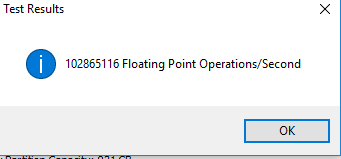 Test Results
102865116 Floating Point Operations/Second
OK